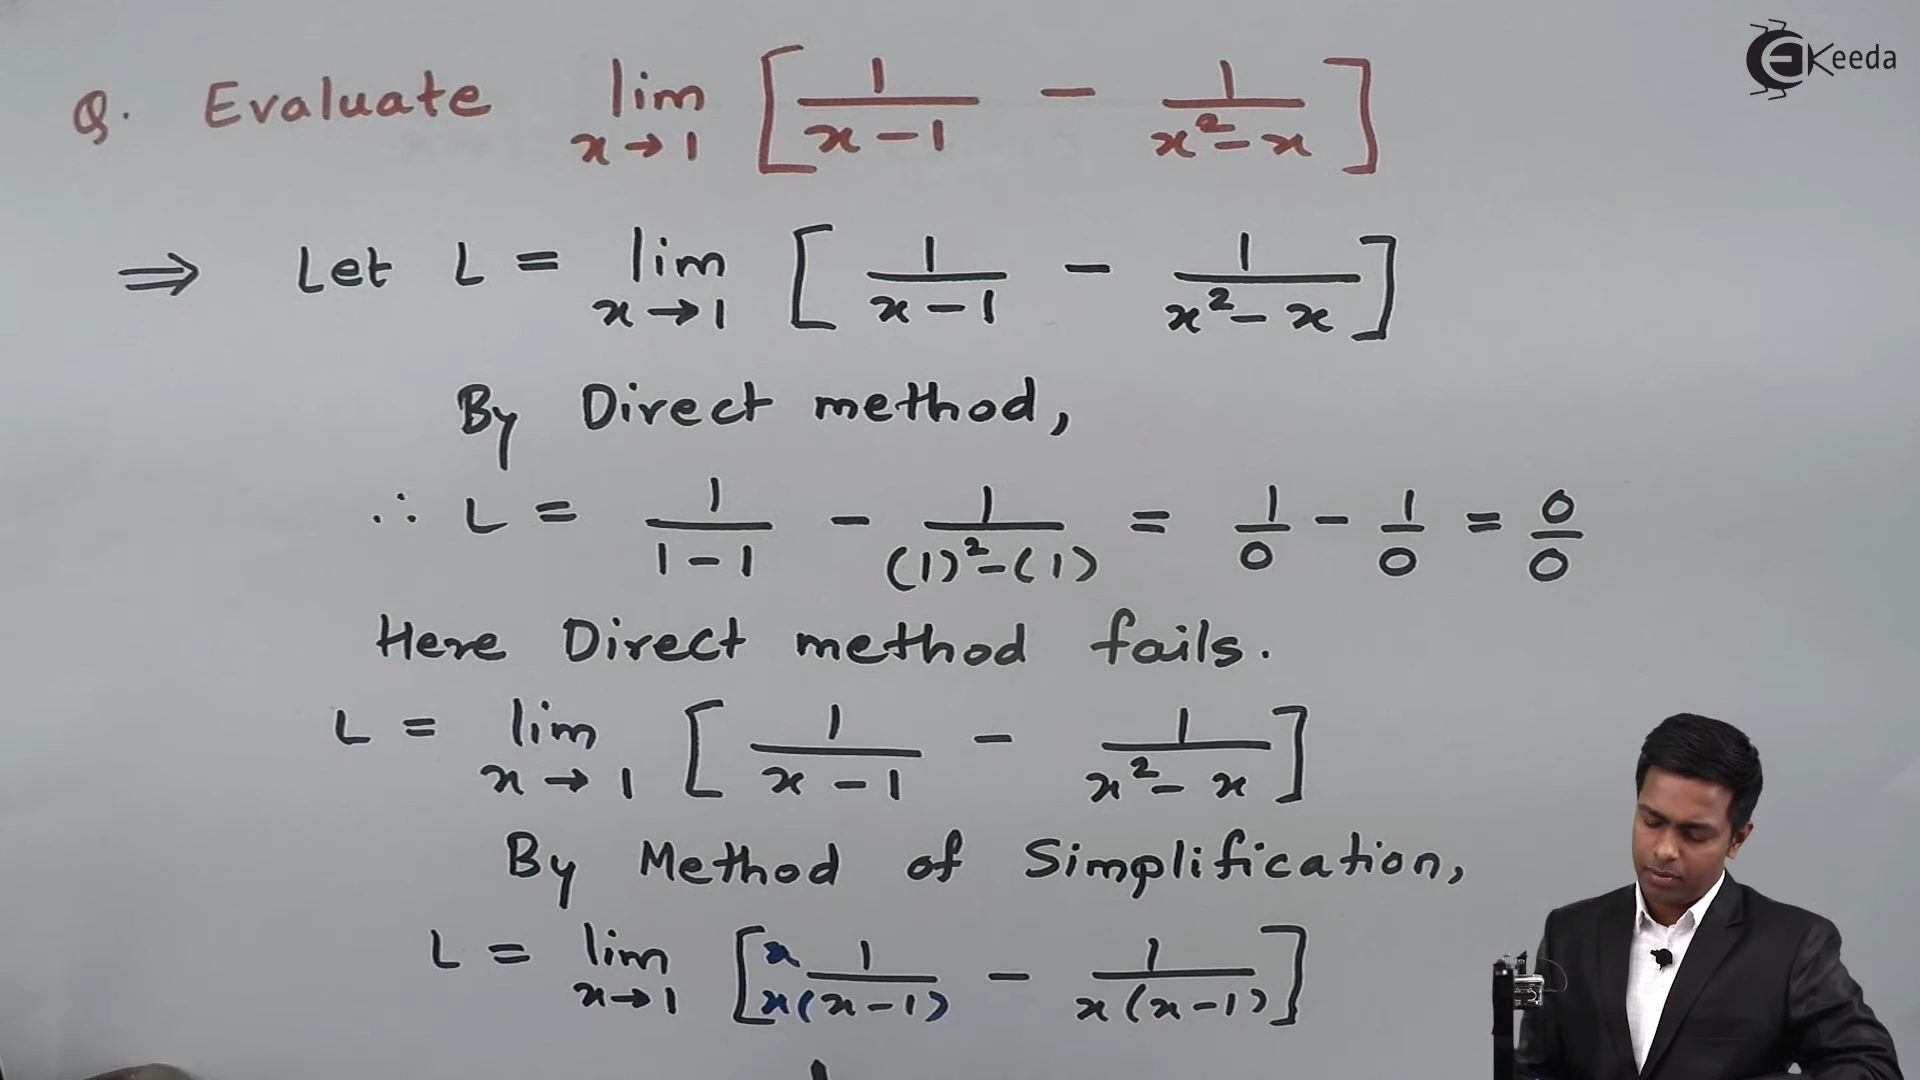 eKeeda
Q. Evaluate lim x→1 [ 1/(x-1) - 1/(x²-x) ]
⇒ Let L = lim x→1 [ 1/(x-1) - 1/(x²-x) ]
By Direct method,
∴ L = 1/(1-1) - 1/((1)²-(1)) = 1/0 - 1/0 = 0/0
Here Direct method fails.
L = lim x→1 [ 1/(x-1) - 1/(x²-x) ]
By Method of Simplification,
L = lim x→1 [ x 1/(x(x-1)) - 1/(x(x-1)) ]